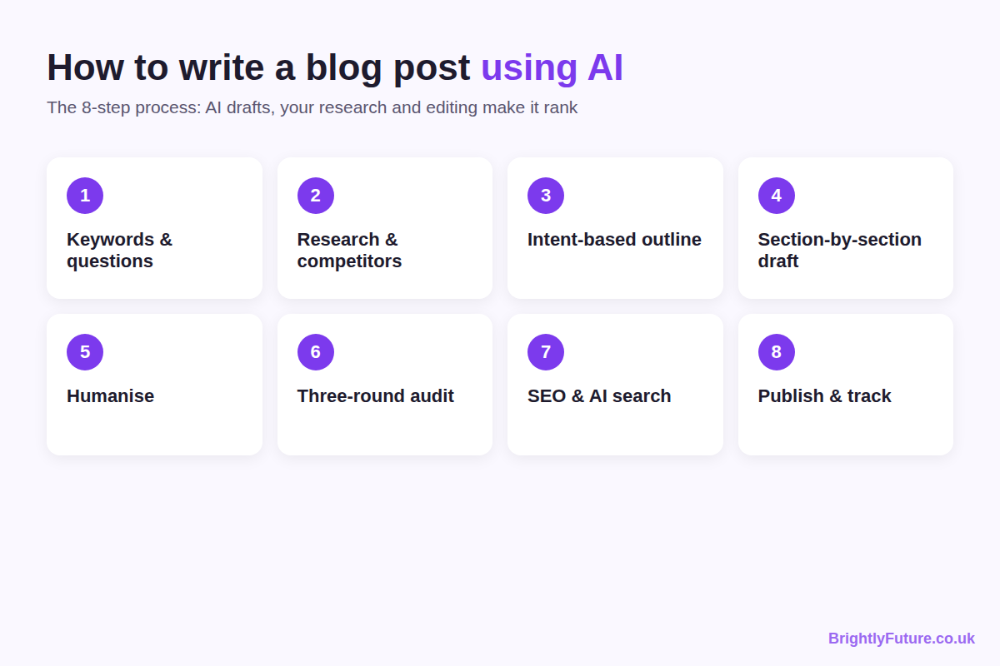 How to write a blog post using AI
The 8-step process: AI drafts, your research and editing make it rank
1
Keywords &
questions
2
Research &
competitors
3
Intent-based outline
4
Section-by-section
draft
5
Humanise
6
Three-round audit
7
SEO & AI search
8
Publish & track
BrightlyFuture.co.uk